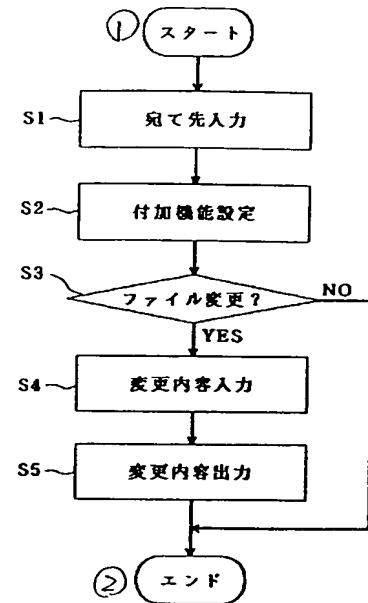 ① スタート
S1 宛て先入力
S2 付加機能設定
S3 ファイル変更?
NO
YES
S4 変更内容入力
S5 変更内容出力
② エンド